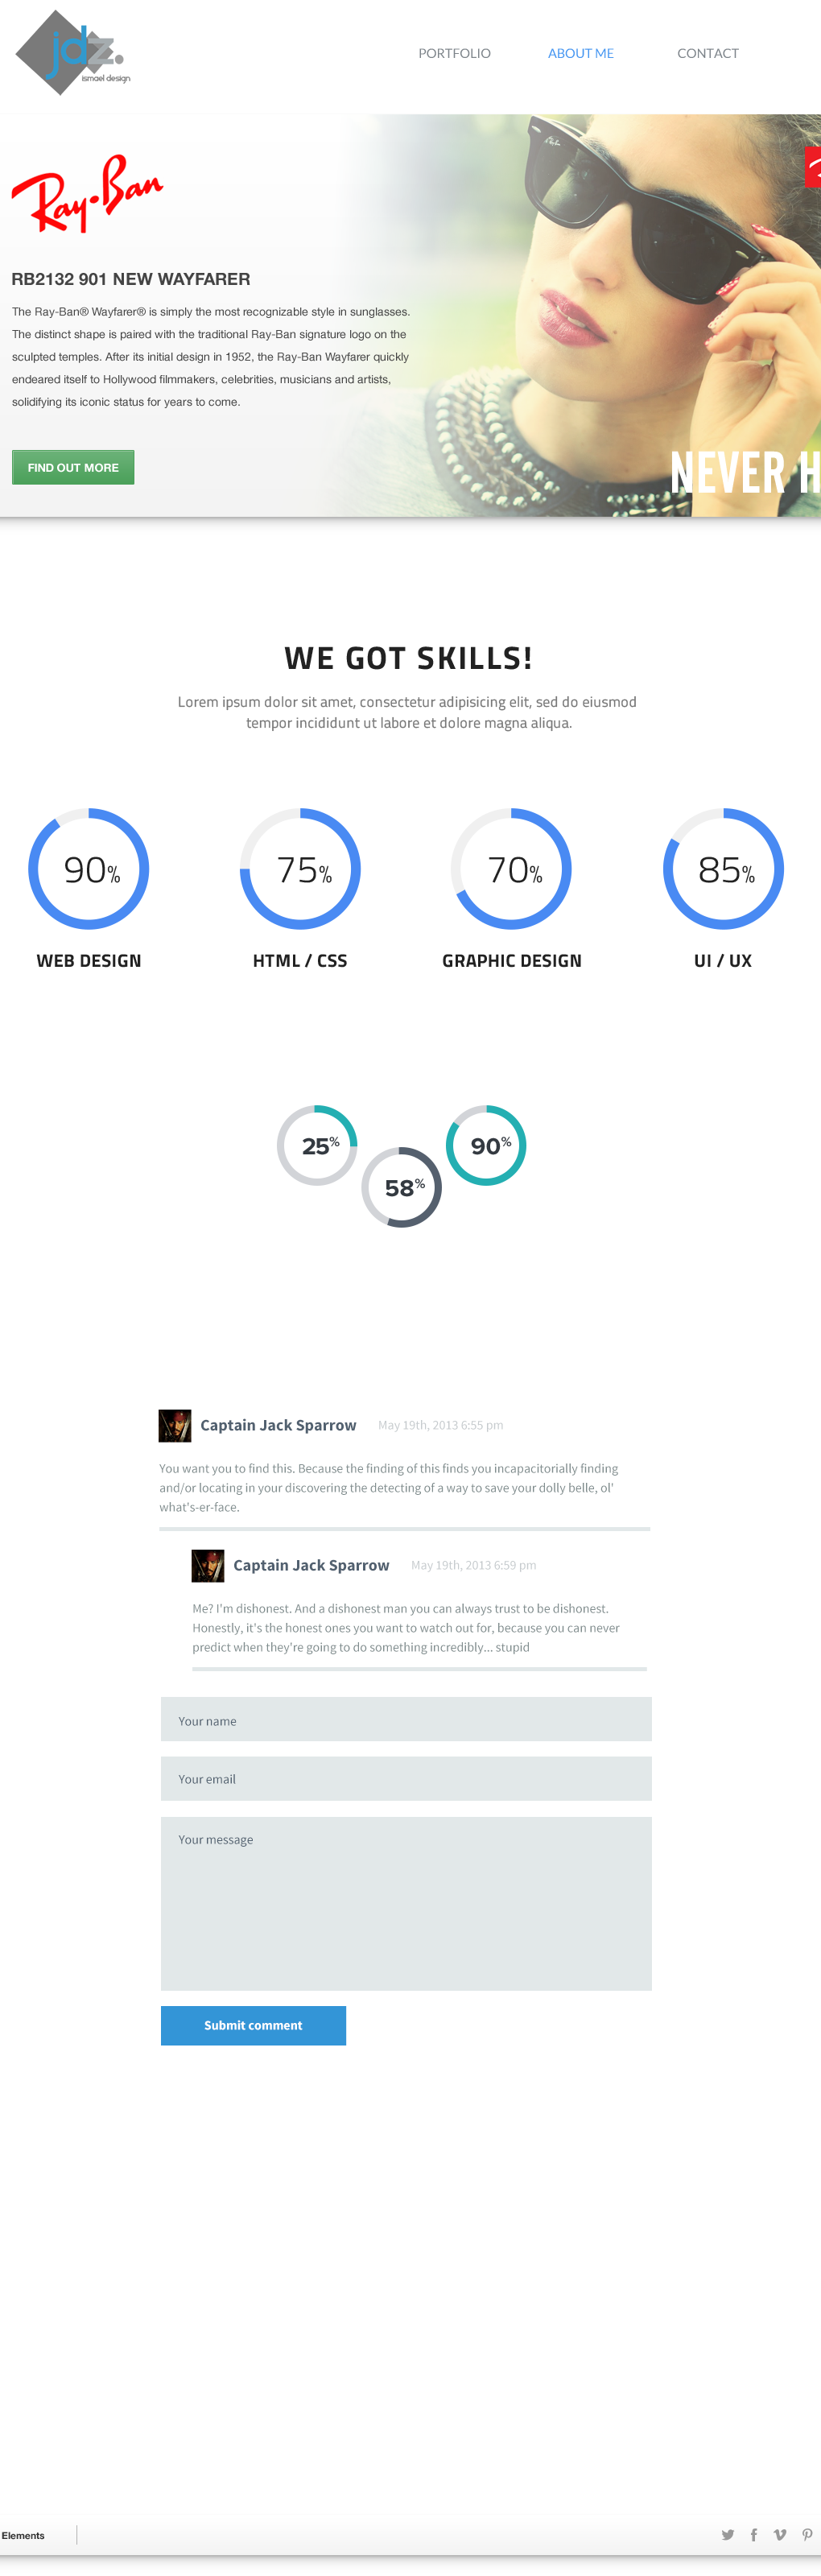 jdz.
ismael design
PORTFOLIO ABOUT ME CONTACT
Ray-Ban
RB2132 901 NEW WAYFARER
The Ray-Ban® Wayfarer® is simply the most recognizable style in sunglasses.
The distinct shape is paired with the traditional Ray-Ban signature logo on the
sculpted temples. After its initial design in 1952, the Ray-Ban Wayfarer quickly
endeared itself to Hollywood filmmakers, celebrities, musicians and artists,
solidifying its iconic status for years to come.
FIND OUT MORE
NEVER H
WE GOT SKILLS!
Lorem ipsum dolor sit amet, consectetur adipisicing elit, sed do eiusmod
tempor incididunt ut labore et dolore magna aliqua.
90% 75% 70% 85%
WEB DESIGN HTML / CSS GRAPHIC DESIGN UI / UX
25% 90%
58%
Captain Jack Sparrow May 19th, 2013 6:55 pm
You want you to find this. Because the finding of this finds you incapacitorially finding
and/or locating in your discovering the detecting of a way to save your dolly belle, ol'
what's-er-face.
Captain Jack Sparrow May 19th, 2013 6:59 pm
Me? I'm dishonest. And a dishonest man you can always trust to be dishonest.
Honestly, it's the honest ones you want to watch out for, because you can never
predict when they're going to do something incredibly... stupid
Your name
Your email
Your message
Submit comment
Elements